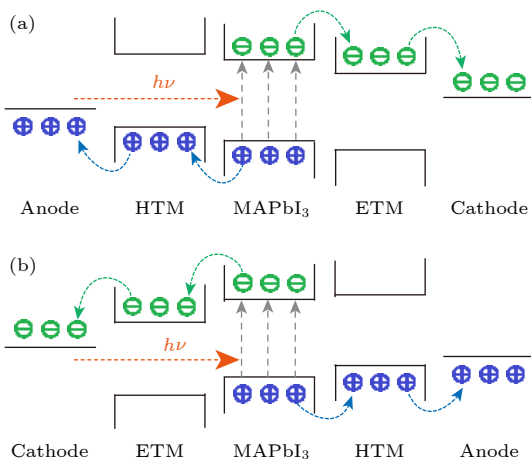 (a)
hν
Anode HTM MAPbI₃ ETM Cathode
(b)
hν
Cathode ETM MAPbI₃ HTM Anode